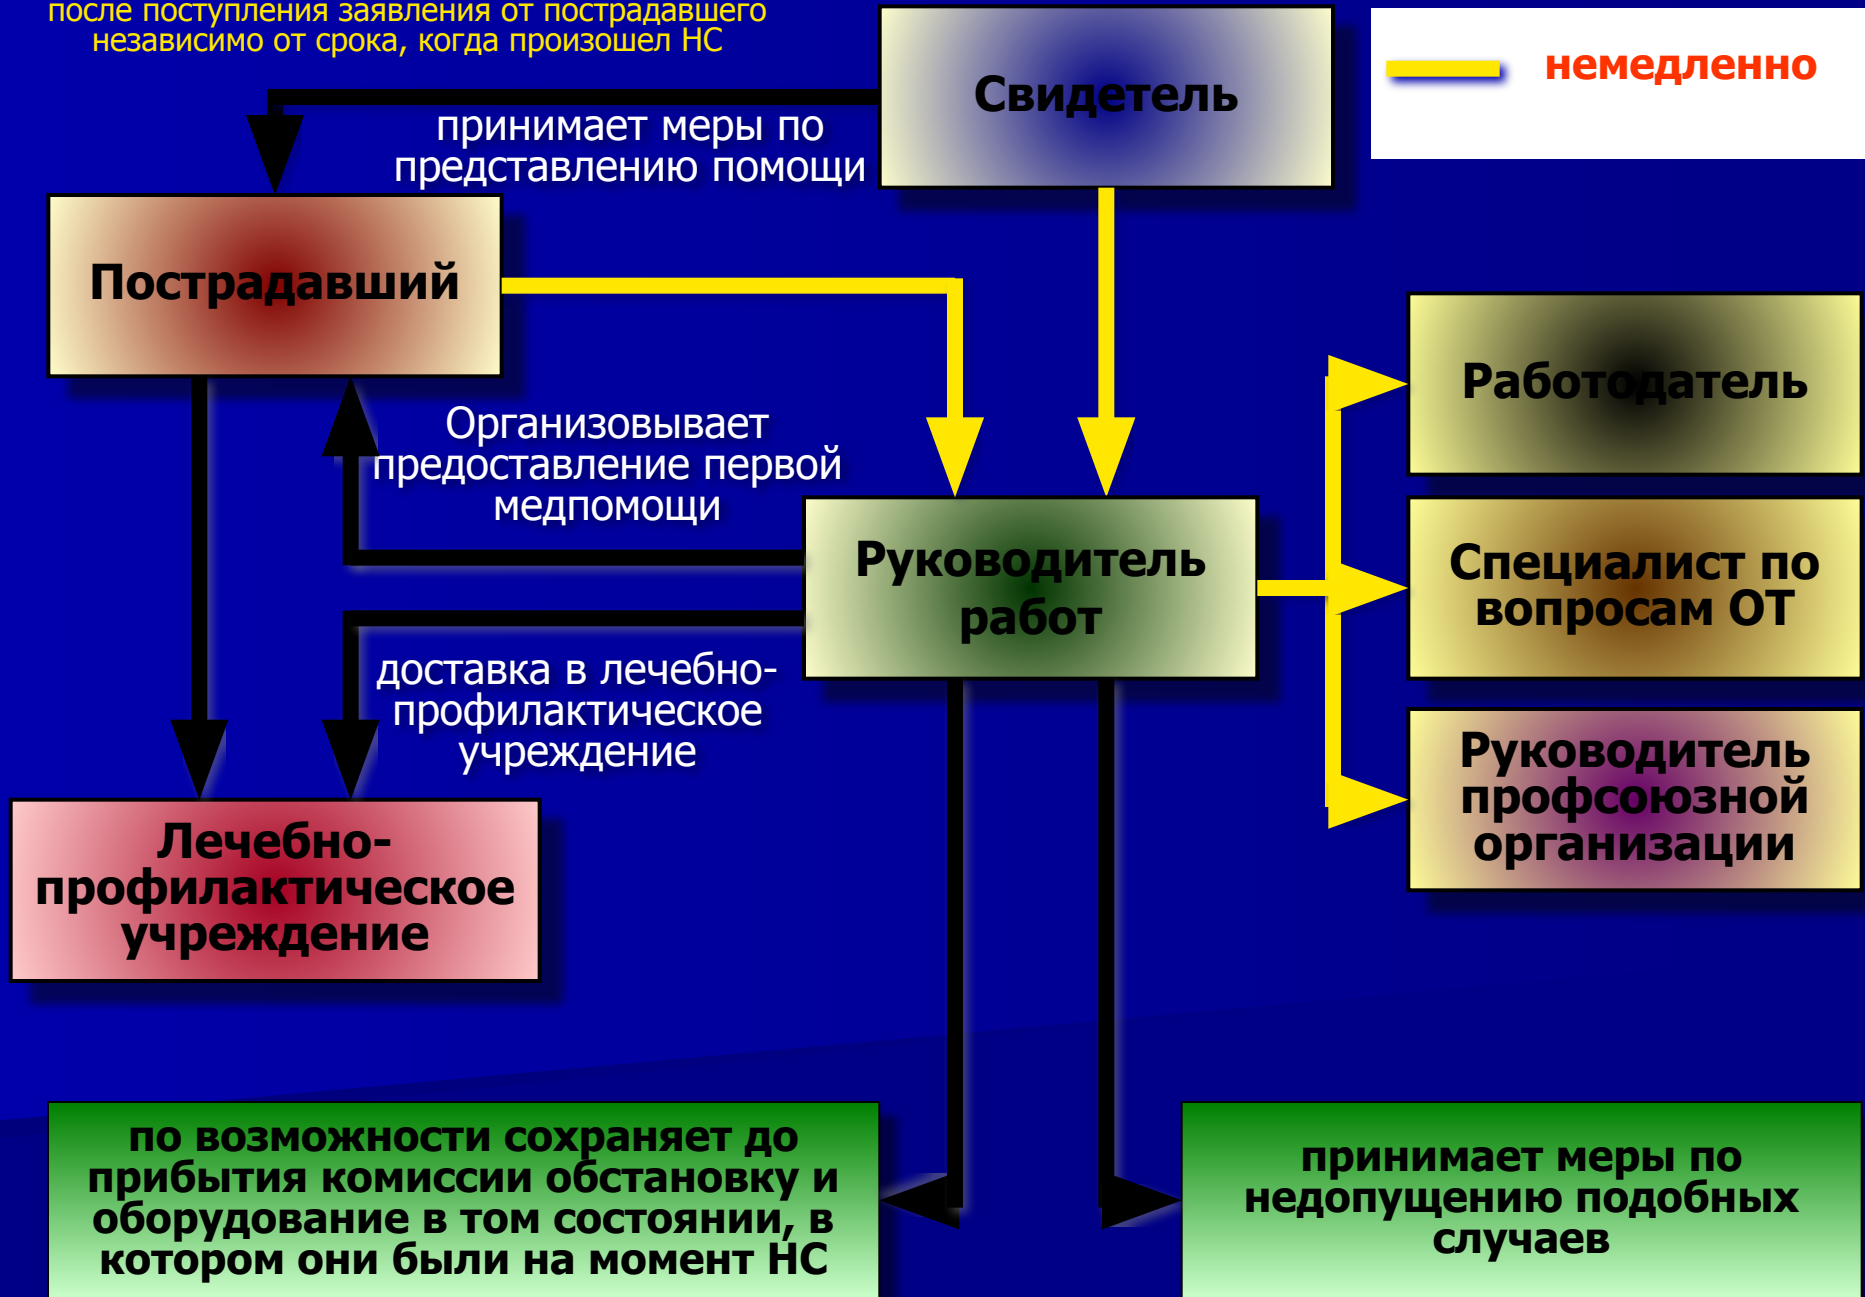 после поступления заявления от пострадавшего
независимо от срока, когда произошел НС
Свидетель
немедленно
принимает меры по
представлению помощи
Пострадавший
Работодатель
Организовывает
предоставление первой
медпомощи
Руководитель
работ
Специалист по
вопросам ОТ
доставка в лечебно-
профилактическое
учреждение
Руководитель
профсоюзной
организации
Лечебно-
профилактическое
учреждение
по возможности сохраняет до
прибытия комиссии обстановку и
оборудование в том состоянии, в
котором они были на момент НС
принимает меры по
недопущению подобных
случаев